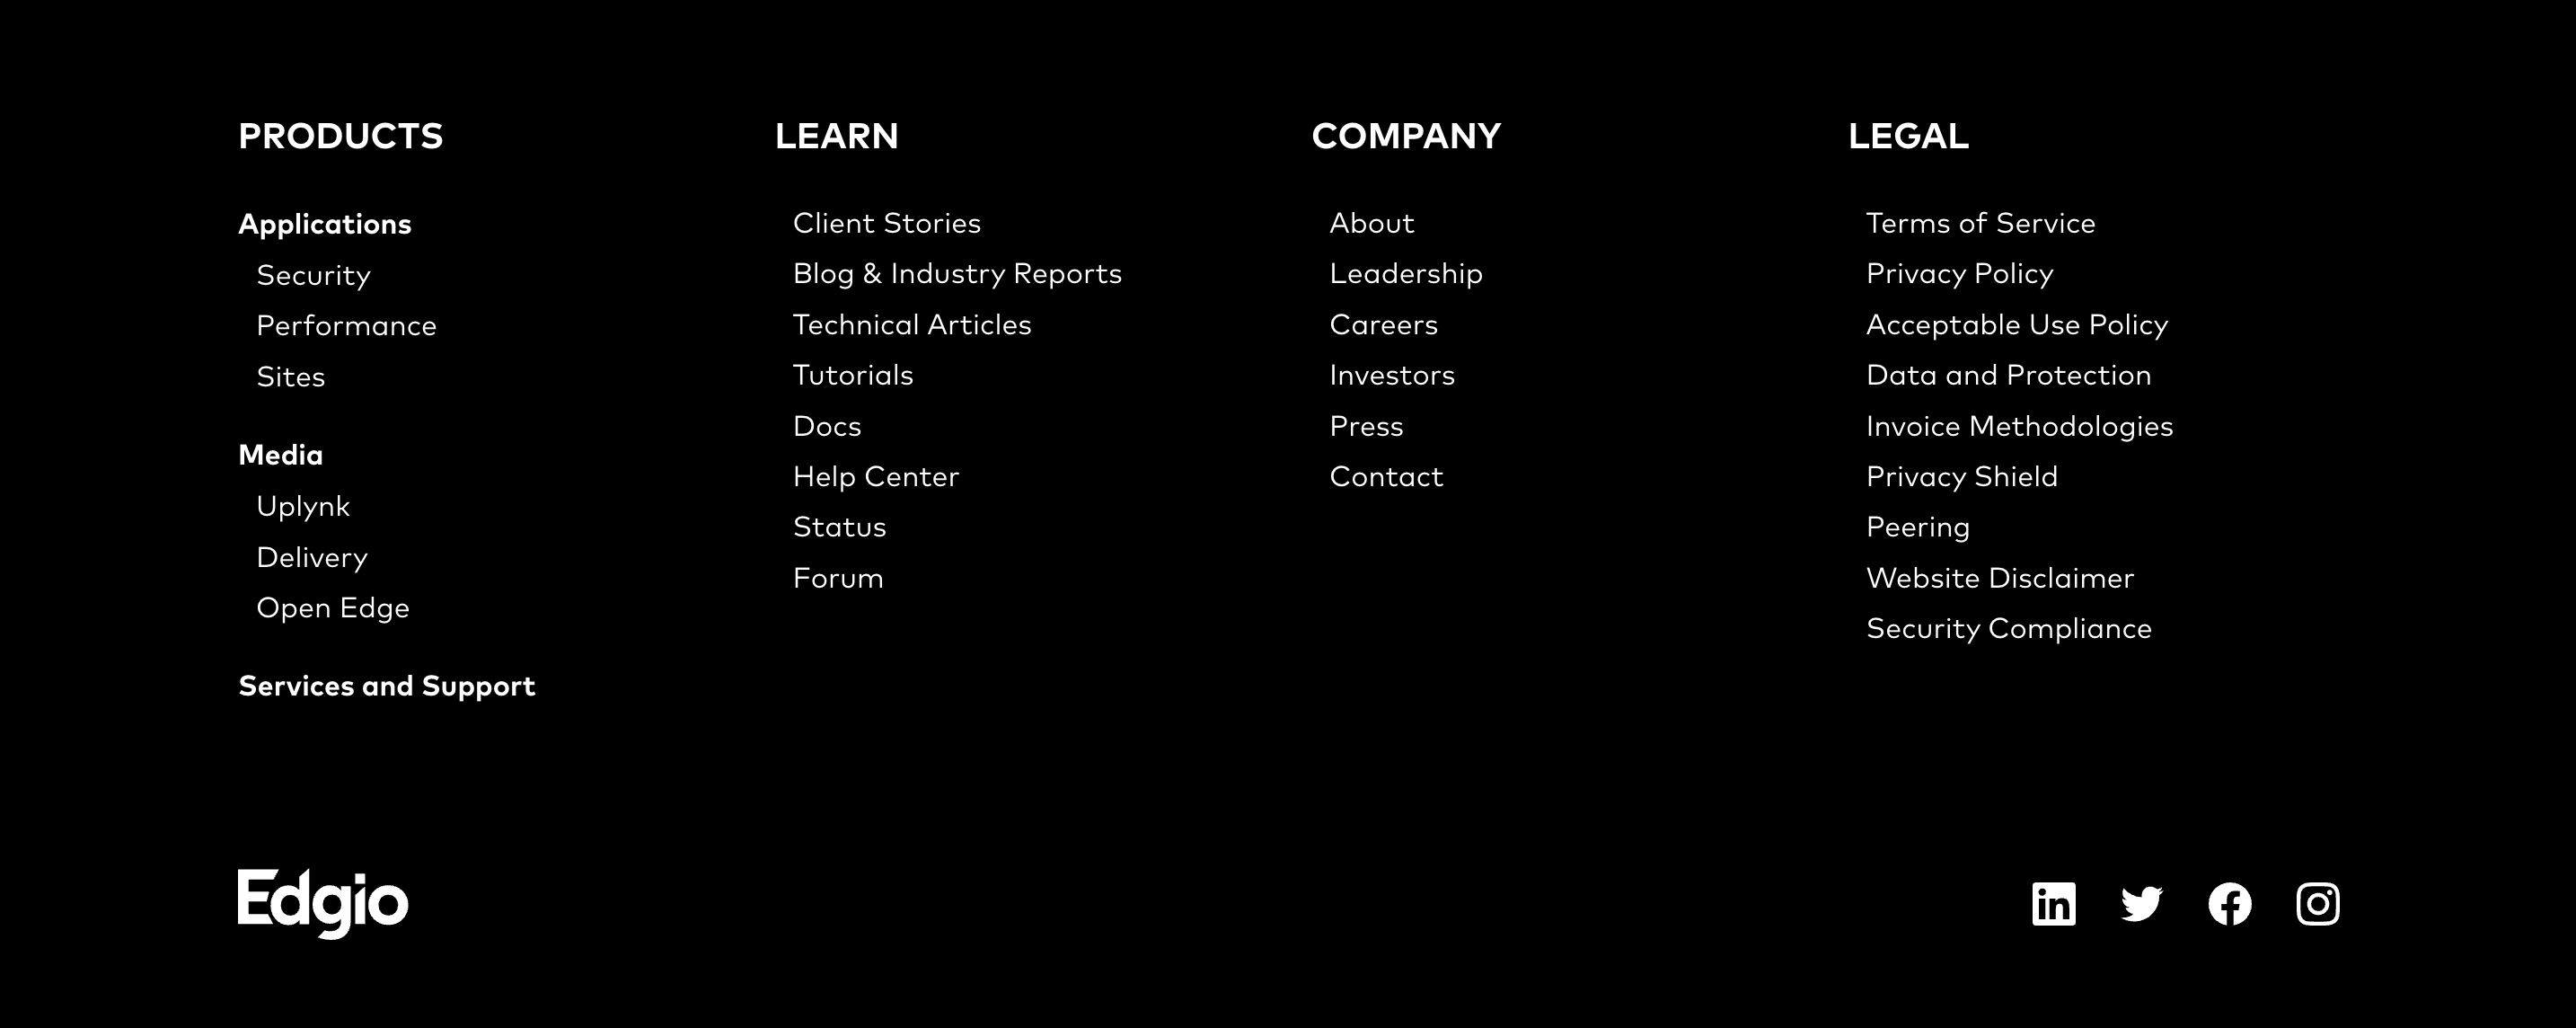 PRODUCTS
Applications
Security
Performance
Sites
Media
Uplynk
Delivery
Open Edge
Services and Support
LEARN
Client Stories
Blog & Industry Reports
Technical Articles
Tutorials
Docs
Help Center
Status
Forum
COMPANY
About
Leadership
Careers
Investors
Press
Contact
LEGAL
Terms of Service
Privacy Policy
Acceptable Use Policy
Data and Protection
Invoice Methodologies
Privacy Shield
Peering
Website Disclaimer
Security Compliance
Edgio
in